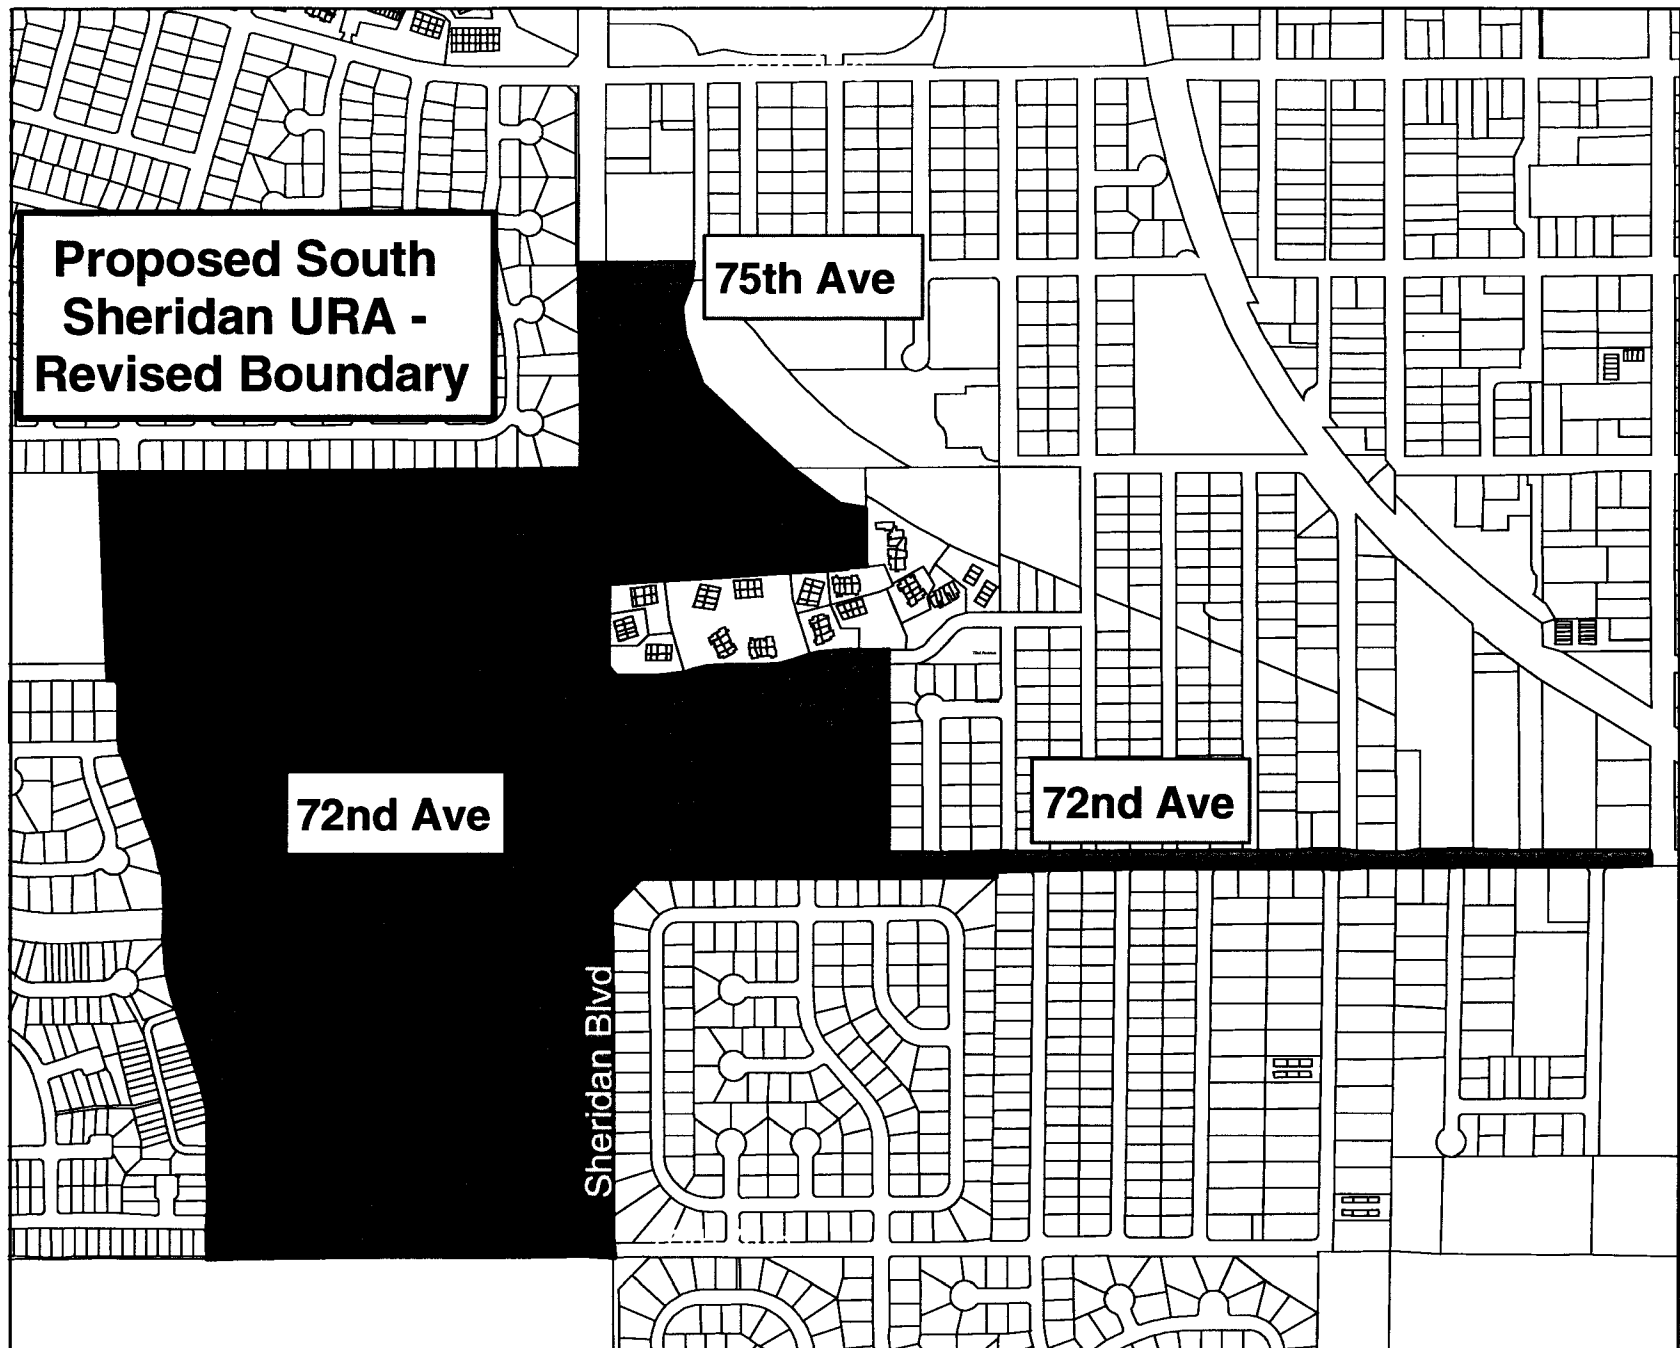 Proposed South
Sheridan URA -
Revised Boundary
75th Ave
72nd Ave
72nd Ave
Sheridan Blvd